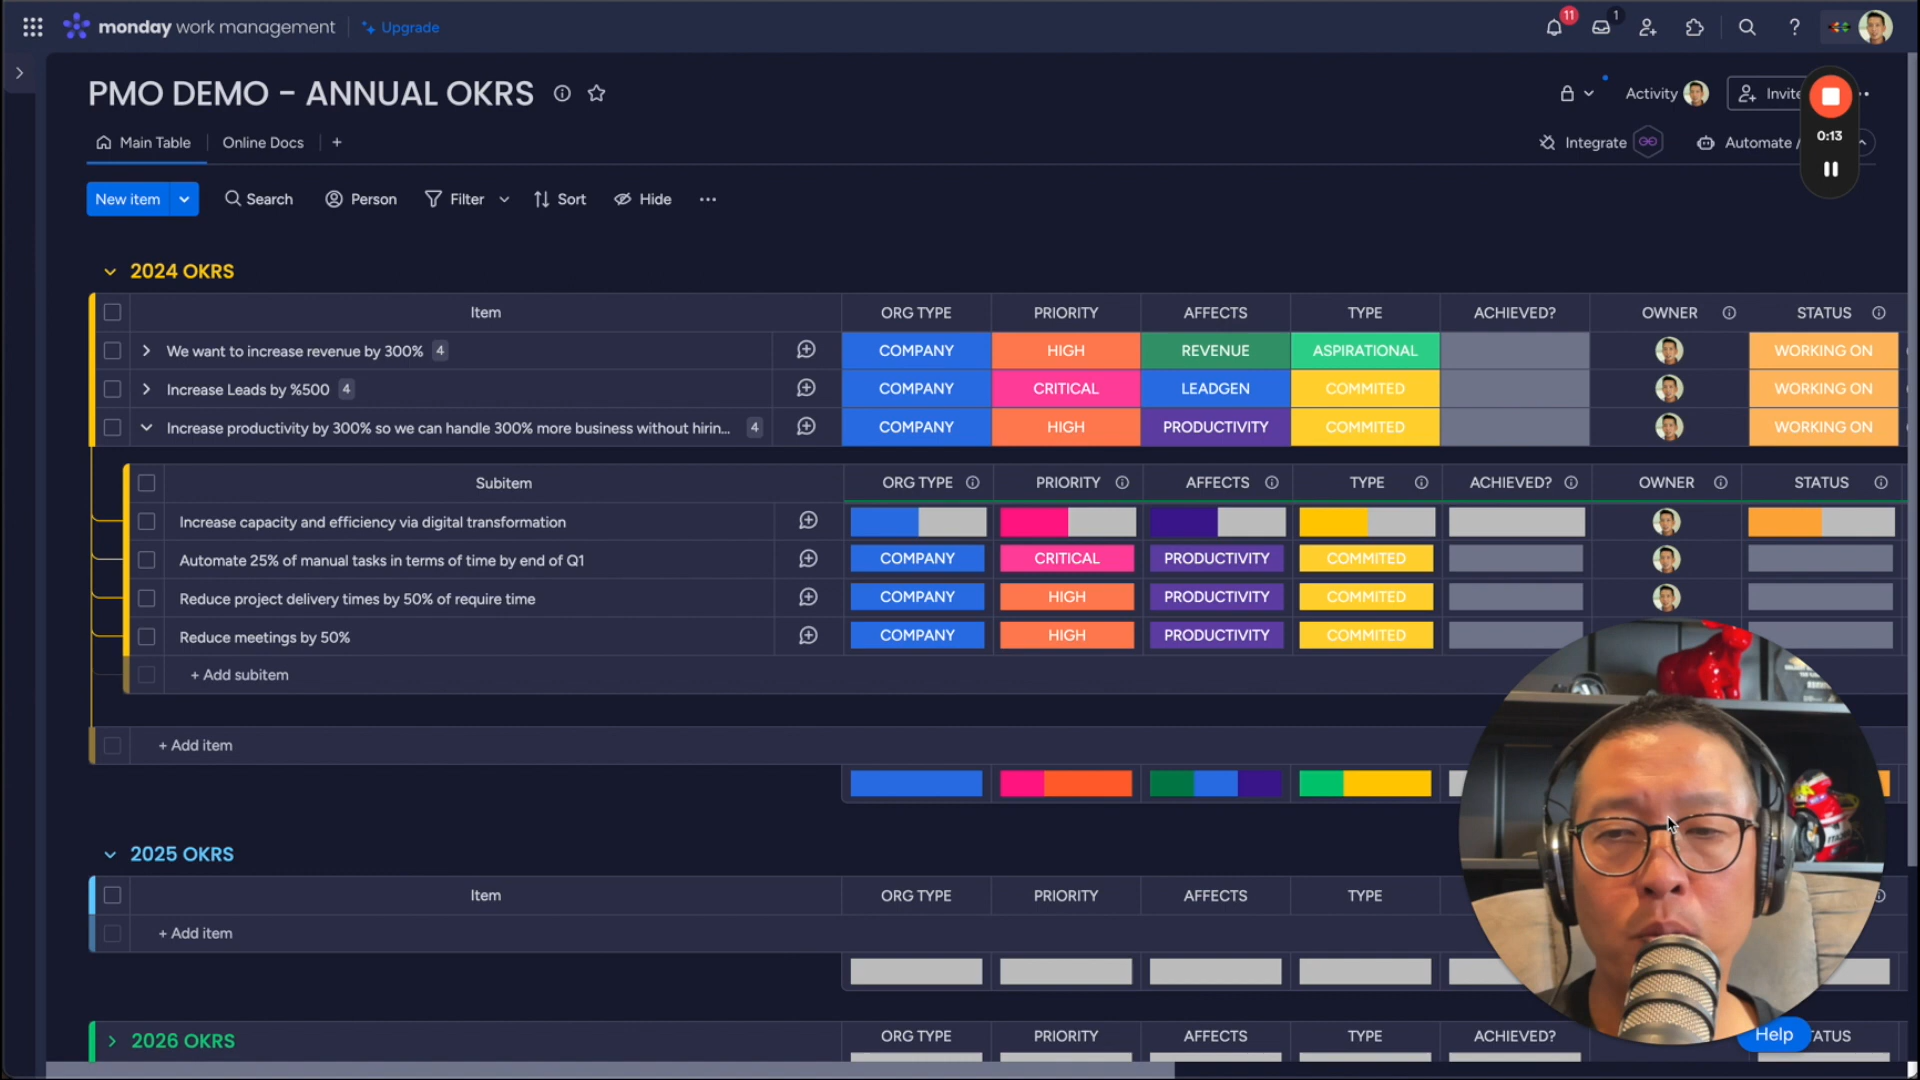 monday work management
Upgrade
11
1
PMO DEMO - ANNUAL OKRS
Activity
Invite
0:13
Main Table
Online Docs
+
Integrate
Automate /
New item
Search
Person
Filter
Sort
Hide
2024 OKRS
Item ORG TYPE PRIORITY AFFECTS TYPE ACHIEVED? OWNER STATUS
We want to increase revenue by 300% 4 COMPANY HIGH REVENUE ASPIRATIONAL WORKING ON
Increase Leads by %500 4 COMPANY CRITICAL LEADGEN COMMITED WORKING ON
Increase productivity by 300% so we can handle 300% more business without hirin... 4 COMPANY HIGH PRODUCTIVITY COMMITED WORKING ON
Subitem ORG TYPE PRIORITY AFFECTS TYPE ACHIEVED? OWNER STATUS
Increase capacity and efficiency via digital transformation
Automate 25% of manual tasks in terms of time by end of Q1 COMPANY CRITICAL PRODUCTIVITY COMMITED
Reduce project delivery times by 50% of require time COMPANY HIGH PRODUCTIVITY COMMITED
Reduce meetings by 50% COMPANY HIGH PRODUCTIVITY COMMITED
+ Add subitem
+ Add item
2025 OKRS
Item ORG TYPE PRIORITY AFFECTS TYPE
+ Add item
2026 OKRS ORG TYPE PRIORITY AFFECTS TYPE ACHIEVED? ATUS
Help